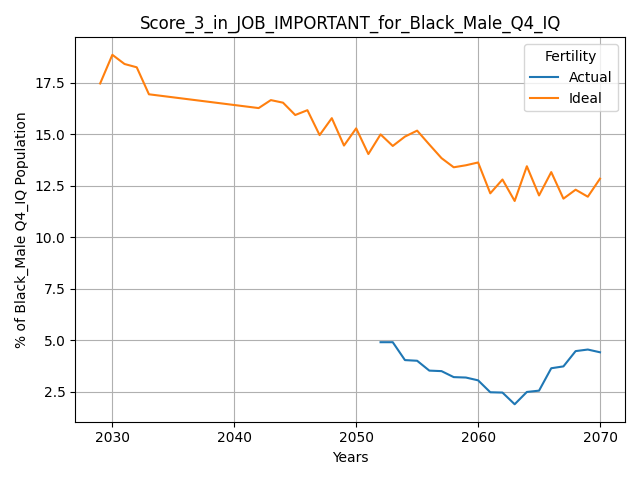 Score_3_in_JOB_IMPORTANT_for_Black_Male_Q4_IQ
% of Black_Male Q4_IQ Population
17.5
15.0
12.5
10.0
7.5
5.0
2.5
Fertility
Actual
Ideal
2030 2040 2050 2060 2070
Years